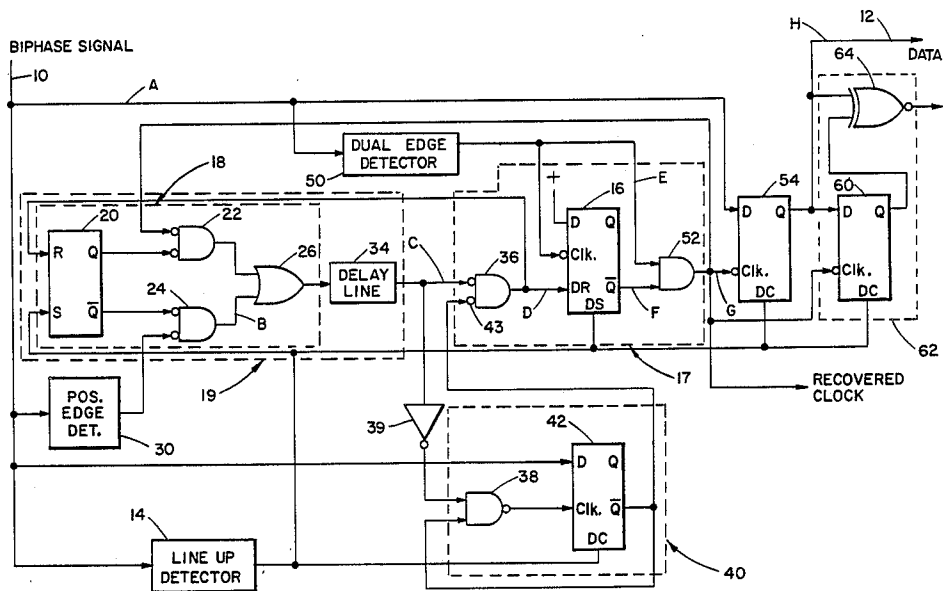 BIPHASE SIGNAL
10
A
H
12
DATA
64
DUAL EDGE
DETECTOR
50
E
18
16
D Q
Clk.
DR Q̅
DS
52
54
D Q
Clk.
DC
60
D Q
Clk.
DC
20
R Q
S Q̅
22
24
26
B
34
DELAY
LINE
C
36
43
D
F
G
62
POS.
EDGE
DET.
30
19
17
RECOVERED
CLOCK
39
42
D Q
Clk. Q̅
DC
38
40
14
LINE UP
DETECTOR